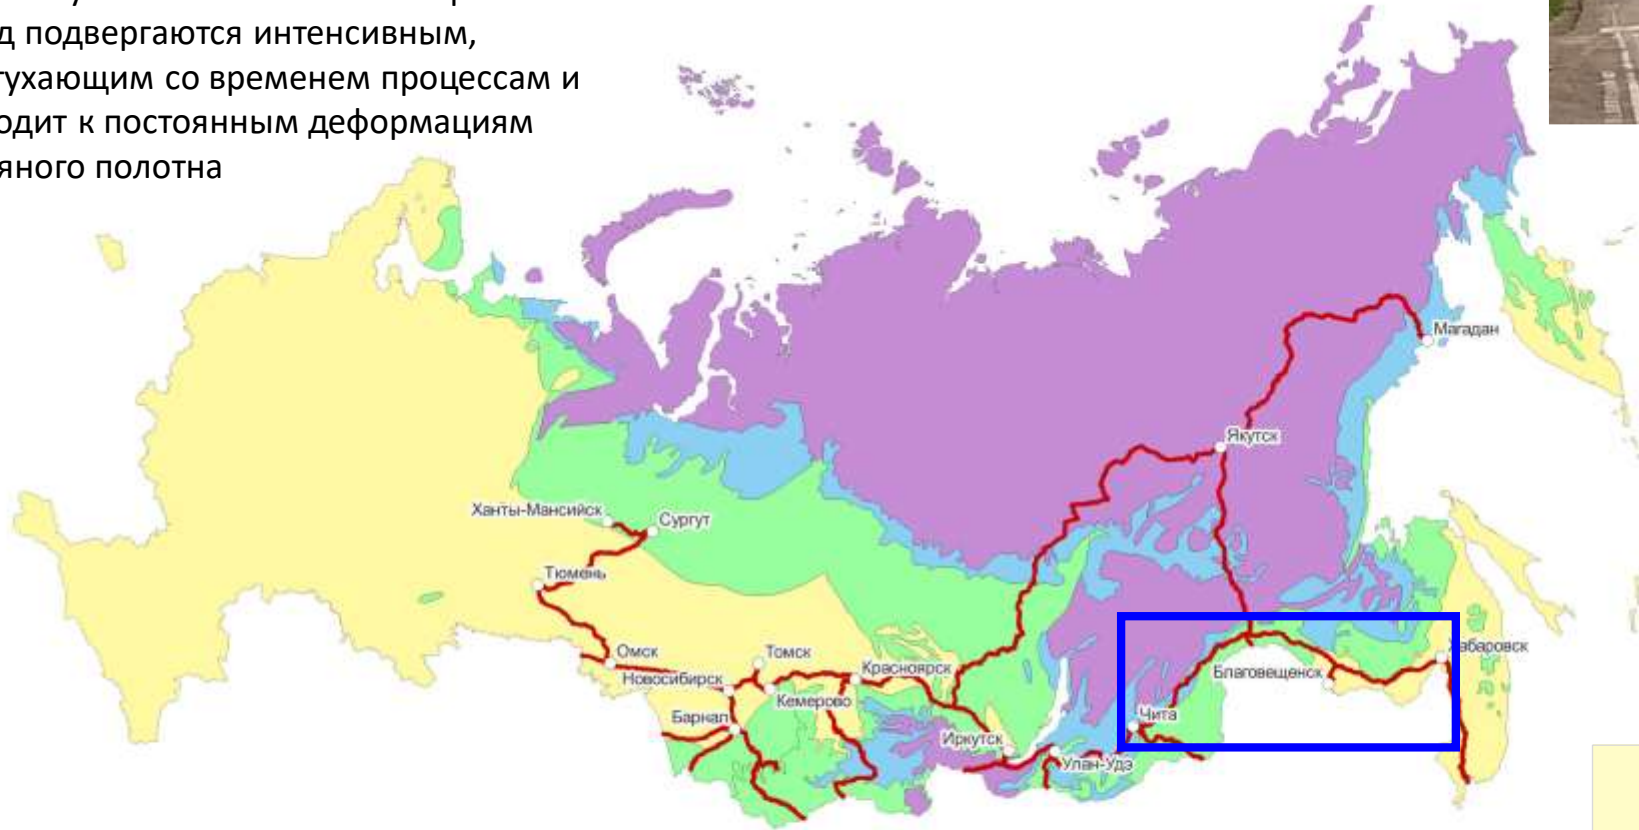 д подвергаются интенсивным,
тухающим со временем процессам и
одит к постоянным деформациям
яного полотна
Магадан
Якутск
Ханты-Мансийск
Сургут
Тюмень
Омск
Томск
Красноярск
Хабаровск
Новосибирск
Кемерово
Благовещенск
Барнал
Чита
Иркутск
Улан-Удэ